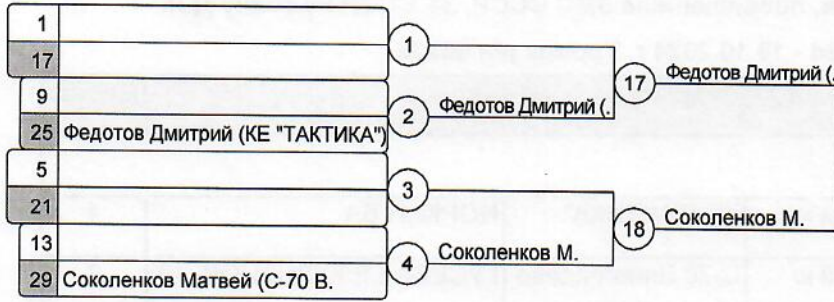 1
17
1
9
25 Федотов Дмитрий (КЕ "ТАКТИКА")
2
Федотов Дмитрий (.
17
Федотов Дмитрий (.
5
21
3
13
29 Соколенков Матвей (С-70 В.
4
Соколенков М.
18
Соколенков М.